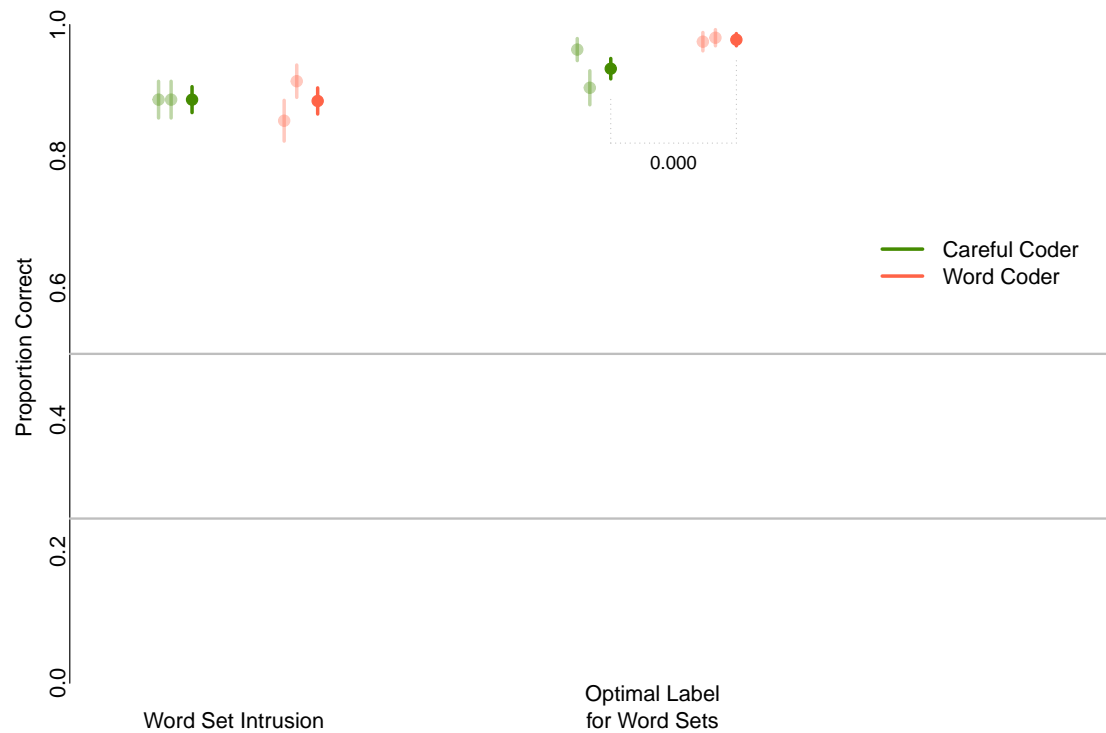 1.0
0.8
0.6
0.4
0.2
0.0
Proportion Correct
0.000
Careful Coder
Word Coder
Word Set Intrusion
Optimal Label
for Word Sets